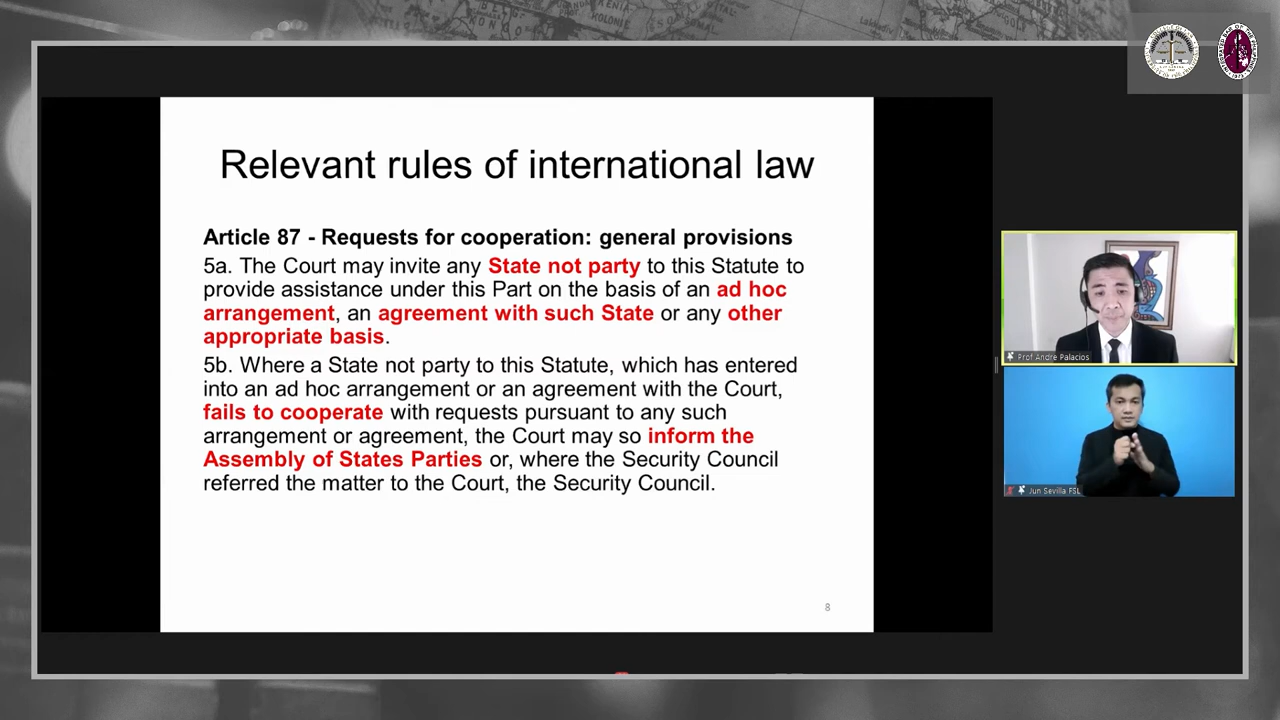 Relevant rules of international law
Article 87 - Requests for cooperation: general provisions
5a. The Court may invite any State not party to this Statute to
provide assistance under this Part on the basis of an ad hoc
arrangement, an agreement with such State or any other
appropriate basis.
5b. Where a State not party to this Statute, which has entered
into an ad hoc arrangement or an agreement with the Court,
fails to cooperate with requests pursuant to any such
arrangement or agreement, the Court may so inform the
Assembly of States Parties or, where the Security Council
referred the matter to the Court, the Security Council.
8
Prof Andre Palacios
Jun Sevilla FSL